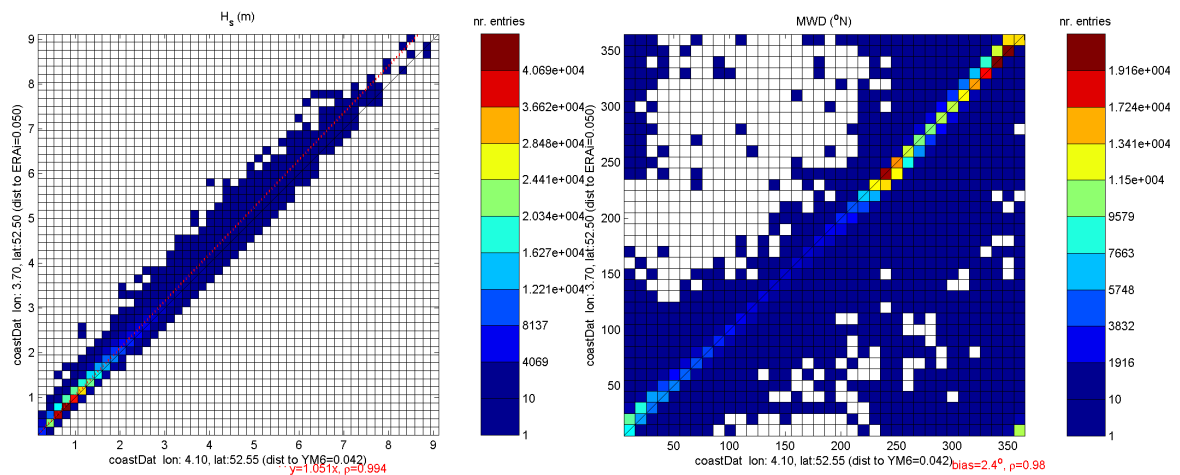 H_s (m)
nr. entries
9
8
7
6
5
4
3
2
1
1
2
3
4
5
6
7
8
9
coastDat lon: 3.70, lat:52.50 (dist to ERAi=0.050)
coastDat lon: 4.10, lat:52.55 (dist to YM6=0.042)
y=1.051x, ρ=0.994
4.069e+004
3.662e+004
2.848e+004
2.441e+004
2.034e+004
1.627e+004
1.221e+004
8137
4069
10
1
MWD (°N)
nr. entries
350
300
250
200
150
100
50
50
100
150
200
250
300
350
coastDat lon: 3.70, lat:52.50 (dist to ERAi=0.050)
coastDat lon: 4.10, lat:52.55 (dist to YM6=0.042)
bias=2.4°, ρ=0.98
1.916e+004
1.724e+004
1.341e+004
1.15e+004
9579
7663
5748
3832
1916
10
1